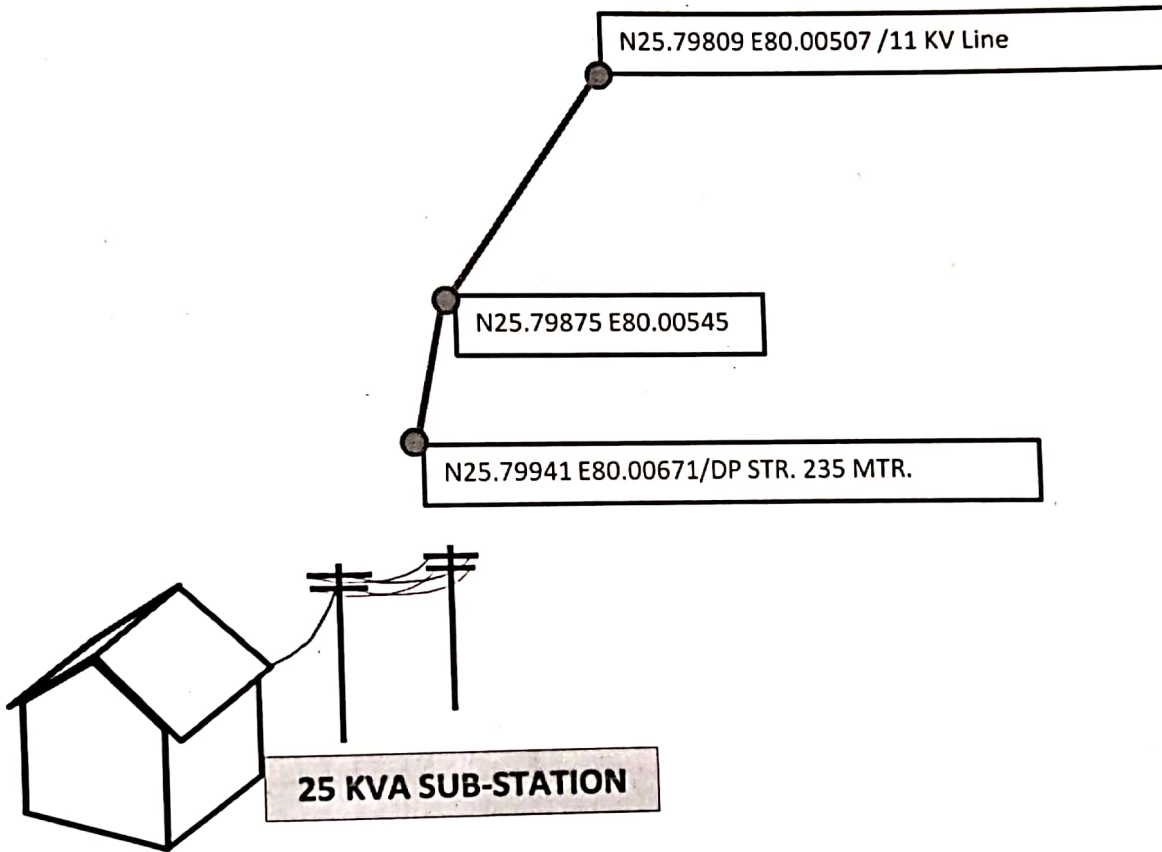 N25.79809 E80.00507 /11 KV Line
N25.79875 E80.00545
N25.79941 E80.00671/DP STR. 235 MTR.
25 KVA SUB-STATION